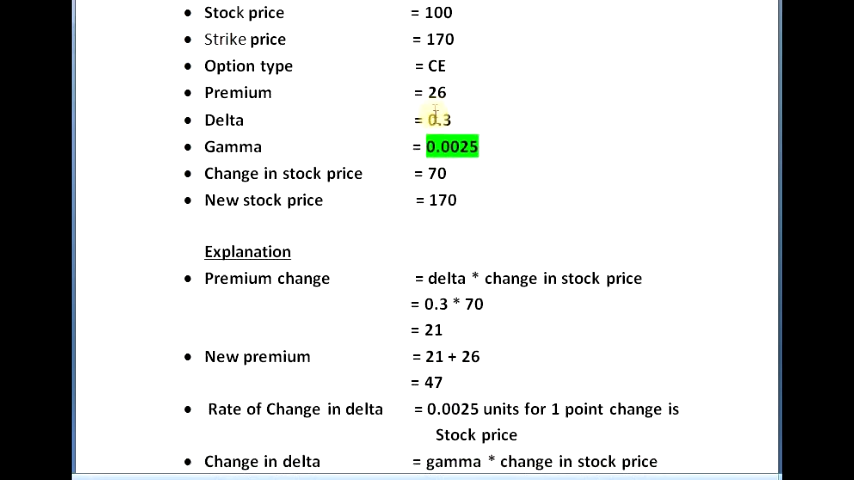 • Stock price = 100
• Strike price = 170
• Option type = CE
• Premium = 26
• Delta = 0.3
• Gamma = 0.0025
• Change in stock price = 70
• New stock price = 170
Explanation
• Premium change = delta * change in stock price
= 0.3 * 70
= 21
• New premium = 21 + 26
= 47
• Rate of Change in delta = 0.0025 units for 1 point change is
Stock price
• Change in delta = gamma * change in stock price